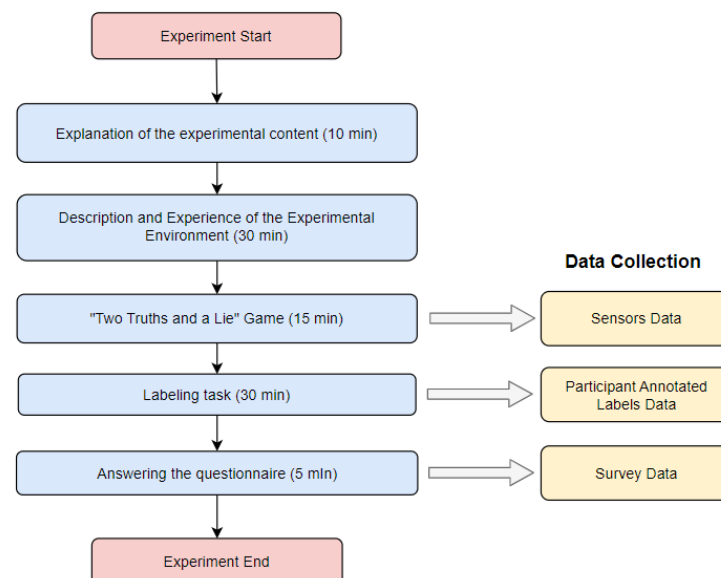 Experiment Start
Explanation of the experimental content (10 min)
Description and Experience of the Experimental
Environment (30 min)
Data Collection
"Two Truths and a Lie" Game (15 min)
Sensors Data
Labeling task (30 min)
Participant Annotated
Labels Data
Answering the questionnaire (5 mIn)
Survey Data
Experiment End